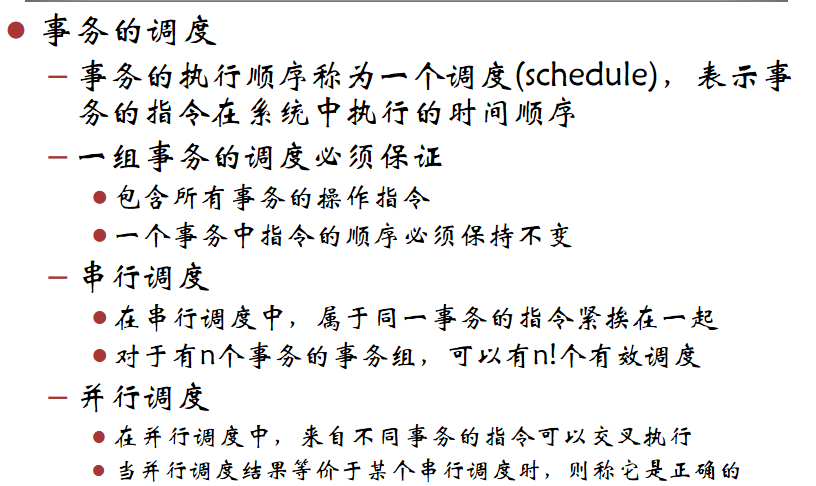 ● 事务的调度
– 事务的执行顺序称为一个调度(schedule)，表示事
务的指令在系统中执行的时间顺序
– 一组事务的调度必须保证
● 包含所有事务的操作指令
● 一个事务中指令的顺序必须保持不变
– 串行调度
● 在串行调度中，属于同一事务的指令紧挨在一起
● 对于有n个事务的事务组，可以有n!个有效调度
– 并行调度
● 在并行调度中，来自不同事务的指令可以交叉执行
● 当并行调度结果等价于某个串行调度时，则称它是正确的